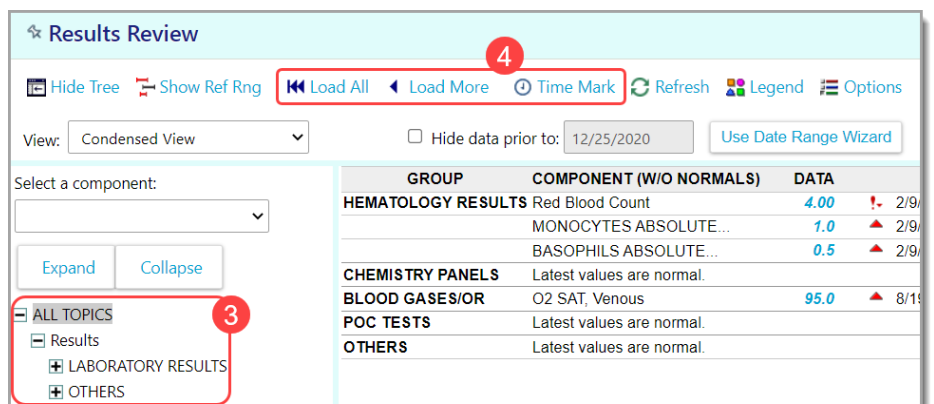 Results Review
4
Hide Tree Show Ref Rng Load All Load More Time Mark Refresh Legend Options
View: Condensed View Hide data prior to: 12/25/2020 Use Date Range Wizard
Select a component:
Expand Collapse
3
ALL TOPICS
Results
LABORATORY RESULTS
OTHERS
GROUP COMPONENT (W/O NORMALS) DATA
HEMATOLOGY RESULTS Red Blood Count 4.00 2/9/
MONOCYTES ABSOLUTE... 1.0 2/9/
BASOPHILS ABSOLUTE... 0.5 2/9/
CHEMISTRY PANELS Latest values are normal.
BLOOD GASES/OR O2 SAT, Venous 95.0 8/19
POC TESTS Latest values are normal.
OTHERS Latest values are normal.